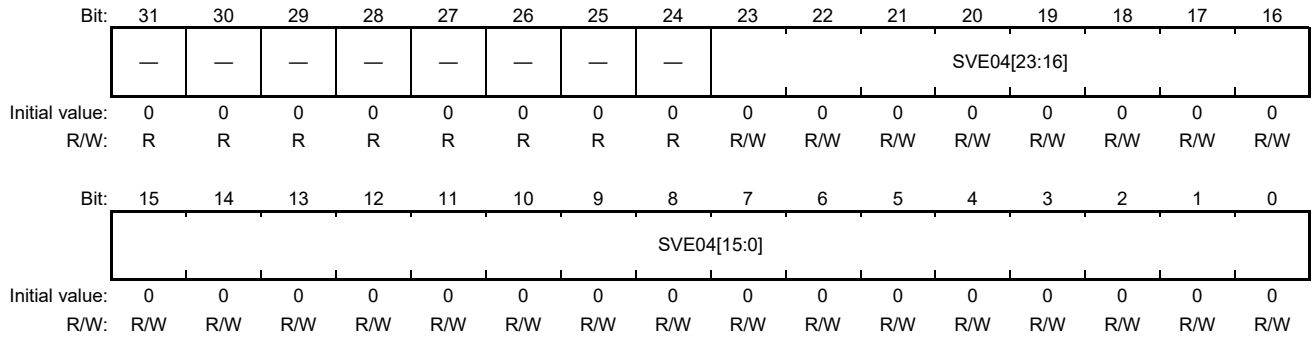 Bit: 31 30 29 28 27 26 25 24 23 22 21 20 19 18 17 16
— — — — — — — — SVE04[23:16]
Initial value: 0 0 0 0 0 0 0 0 0 0 0 0 0 0 0 0
R/W: R R R R R R R R R/W R/W R/W R/W R/W R/W R/W R/W
Bit: 15 14 13 12 11 10 9 8 7 6 5 4 3 2 1 0
SVE04[15:0]
Initial value: 0 0 0 0 0 0 0 0 0 0 0 0 0 0 0 0
R/W: R/W R/W R/W R/W R/W R/W R/W R/W R/W R/W R/W R/W R/W R/W R/W R/W